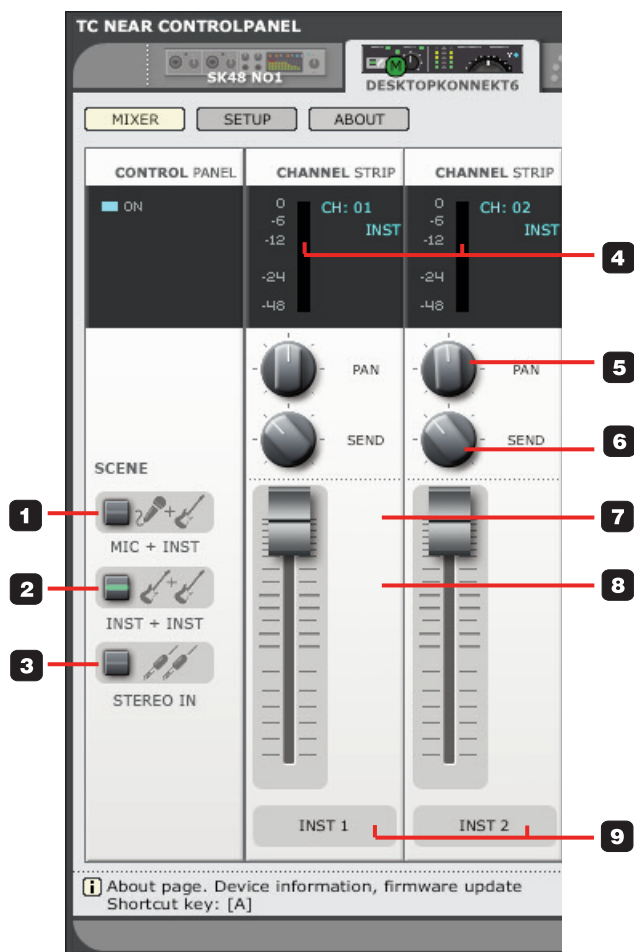 TC NEAR CONTROLPANEL
SK48 NO1
M
DESKTOPKONNEKT6
MIXER SETUP ABOUT
CONTROL PANEL CHANNEL STRIP CHANNEL STRIP
ON
0
-6
-12
-24
-48
CH: 01
INST
0
-6
-12
-24
-48
CH: 02
INST
4
PAN PAN
5
SEND SEND
6
SCENE
1
MIC + INST
2
INST + INST
3
STEREO IN
7
8
INST 1 INST 2
9
i About page. Device information, firmware update
Shortcut key: [A]